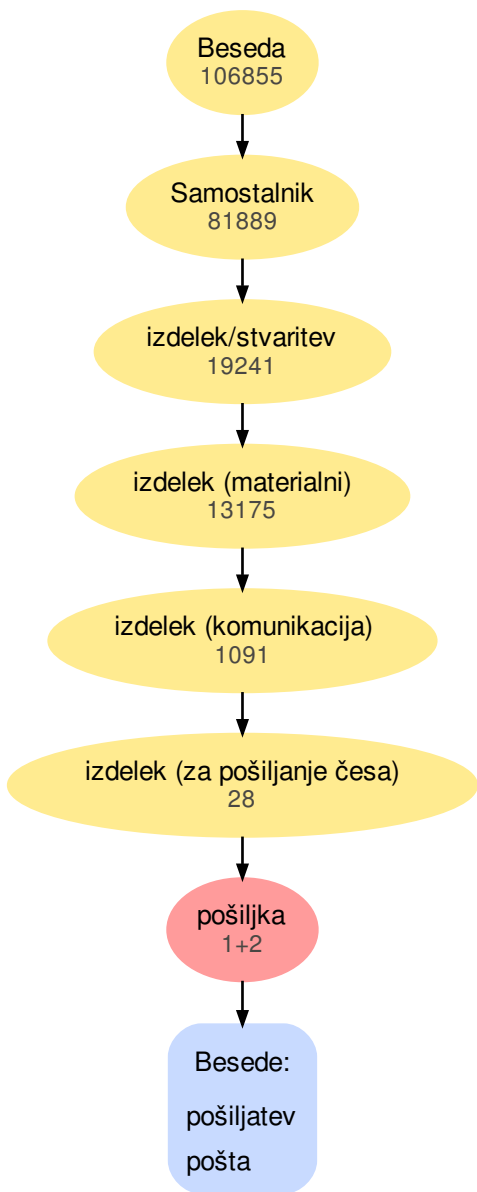 Beseda
106855
Samostalnik
81889
izdelek/stvaritev
19241
izdelek (materialni)
13175
izdelek (komunikacija)
1091
izdelek (za pošiljanje česa)
28
pošiljka
1+2
Besede:
pošiljatev
pošta